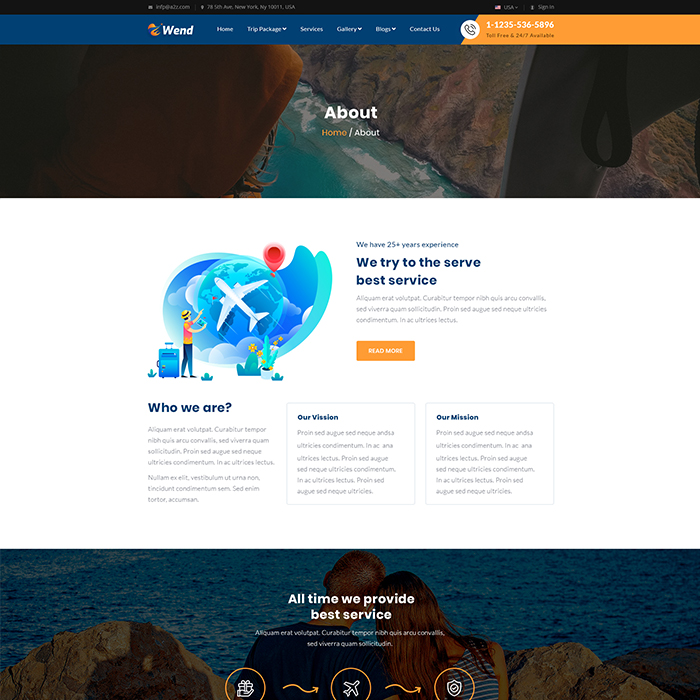 infp@a2z.com 78 5th Ave, New York, Ny 10011, USA USA Sign In
Wend Home Trip Package Services Gallery Blogs Contact Us 1-1235-536-5896
Toll Free & 24/7 Available
About
Home / About
We have 25+ years experience
We try to the serve
best service
Aliquam erat volutpat. Curabitur tempor nibh quis arcu convallis,
sed viverra quam sollicitudin. Proin sed augue sed neque ultricies
condimentum. In ac ultrices lectus.
READ MORE
Who we are?
Aliquam erat volutpat. Curabitur tempor
nibh quis arcu convallis, sed viverra quam
sollicitudin. Proin sed augue sed neque
ultricies condimentum. In ac ultrices lectus.
Nullam ex elit, vestibulum ut urna non,
tincidunt condimentum sem. Sed enim
tortor, accumsan.
Our Vission
Proin sed augue sed neque andsa
ultricies condimentum. In ac ana
ultrices lectus. Proin sed augue
sed neque ultricies condimentum.
In ac ultrices lectus. Proin sed
augue sed neque ultricies.
Our Mission
Proin sed augue sed neque andsa
ultricies condimentum. In ac ana
ultrices lectus. Proin sed augue
sed neque ultricies condimentum.
In ac ultrices lectus. Proin sed
augue sed neque ultricies.
All time we provide
best service
Aliquam erat volutpat. Curabitur tempor nibh quis arcu convallis,
sed viverra quam sollicitudin.